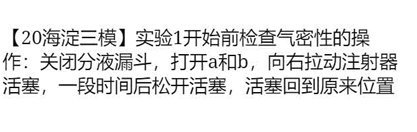 【20海淀三模】实验1开始前检查气密性的操
作：关闭分液漏斗，打开a和b，向右拉动注射器
活塞，一段时间后松开活塞，活塞回到原来位置